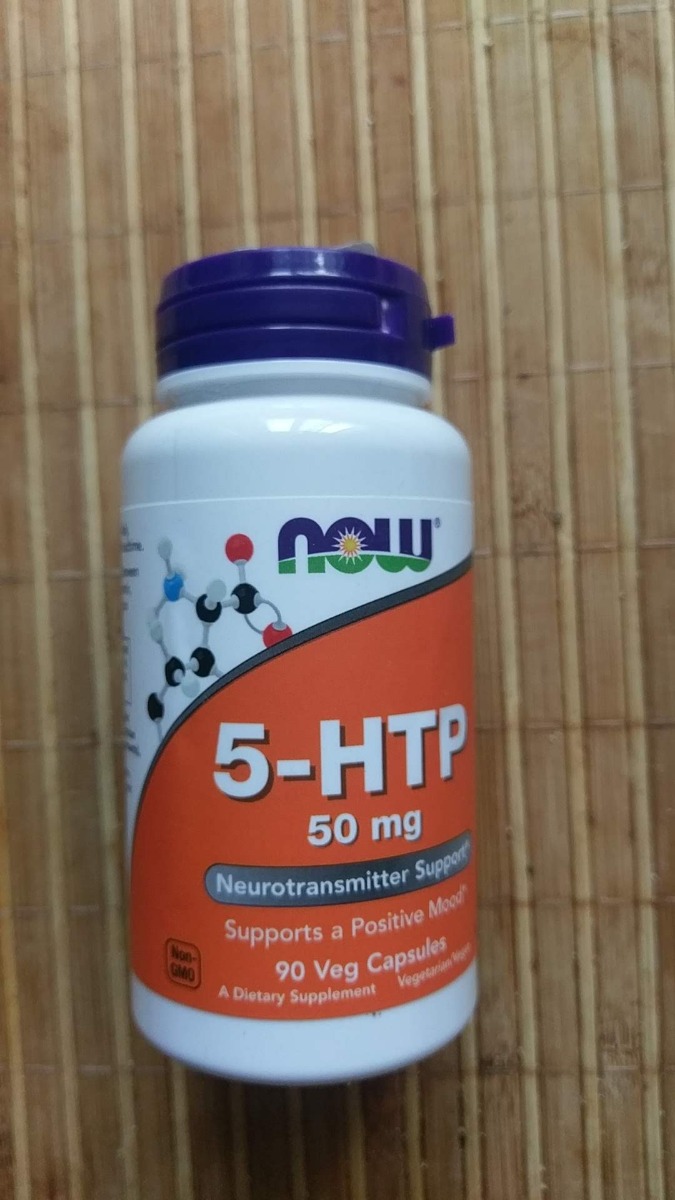 NOW®
5-HTP
50 mg
Neurotransmitter Support*
Supports a Positive Mood*
90 Veg Capsules
Non-
GMO
A Dietary Supplement
Vegetarian/Vegan